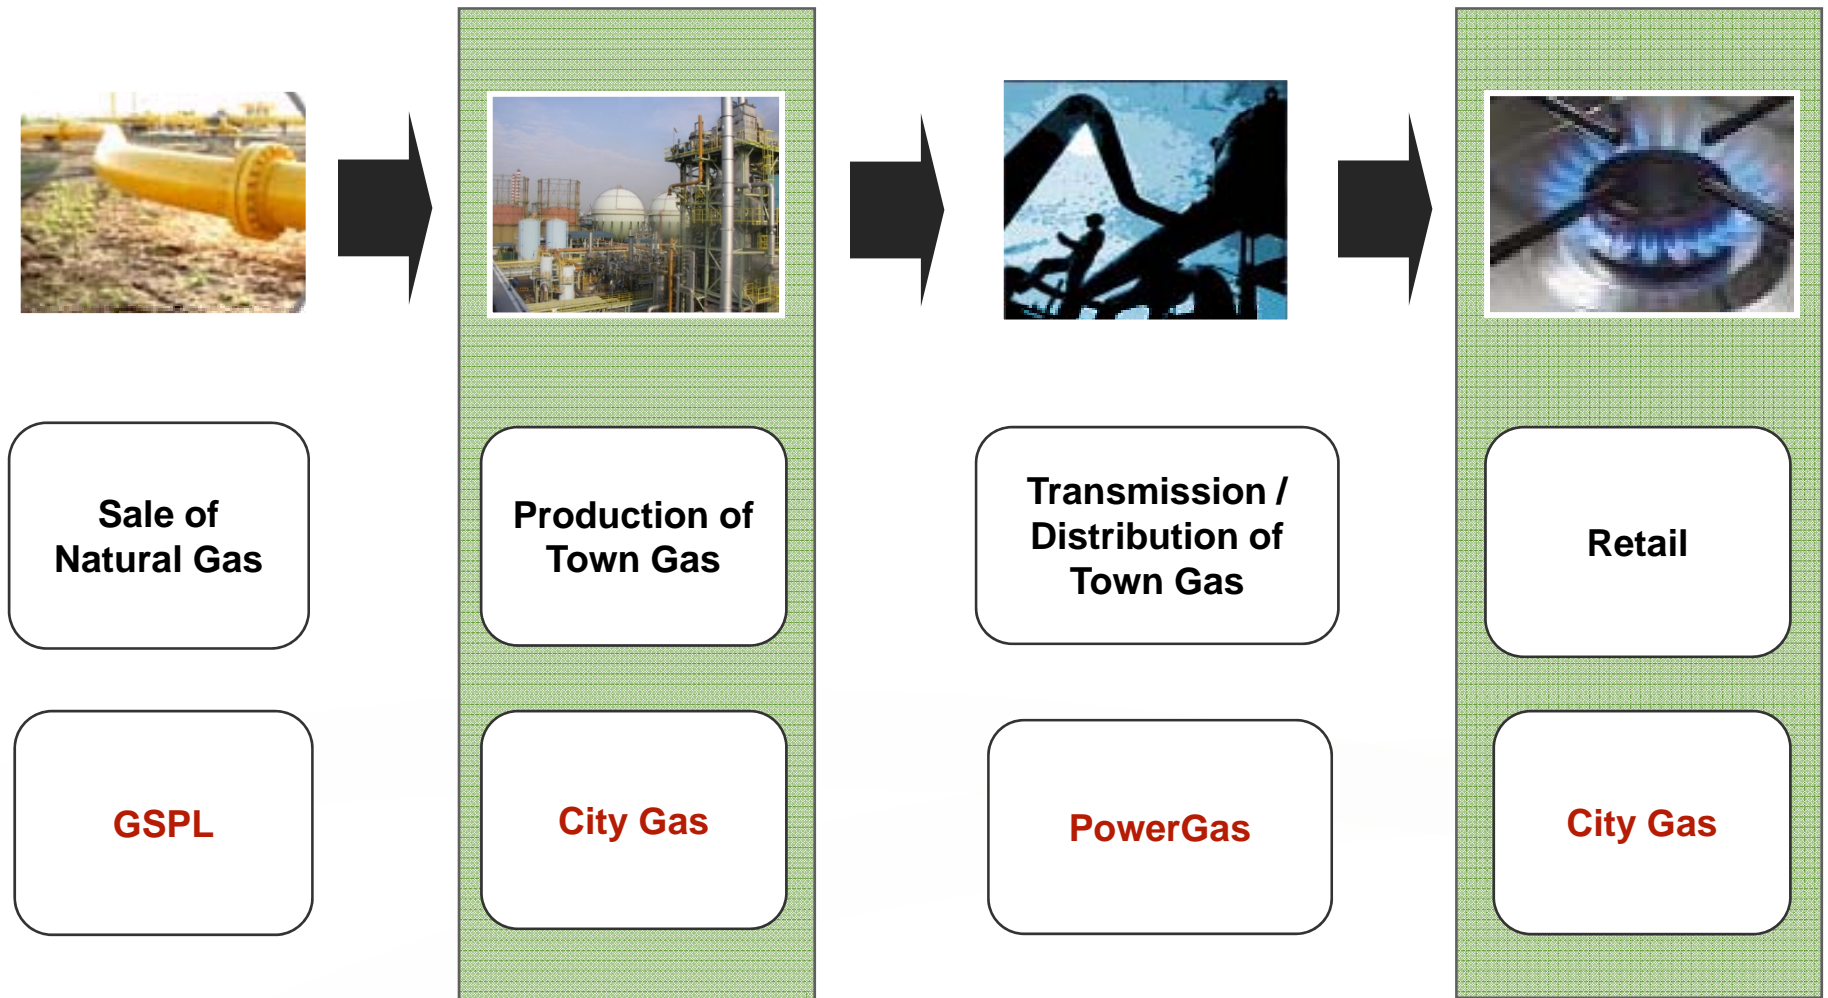 Sale of
Natural Gas
Production of
Town Gas
Transmission /
Distribution of
Town Gas
Retail
GSPL
City Gas
PowerGas
City Gas